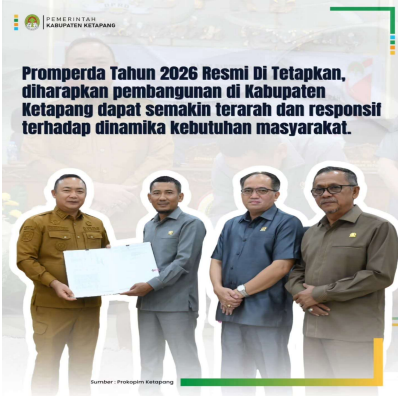 PEMERINTAH
KABUPATEN KETAPANG
Promperda Tahun 2026 Resmi Di Tetapkan,
diharapkan pembangunan di Kabupaten
Ketapang dapat semakin terarah dan responsif
terhadap dinamika kebutuhan masyarakat.
Sumber : Prokopim Ketapang